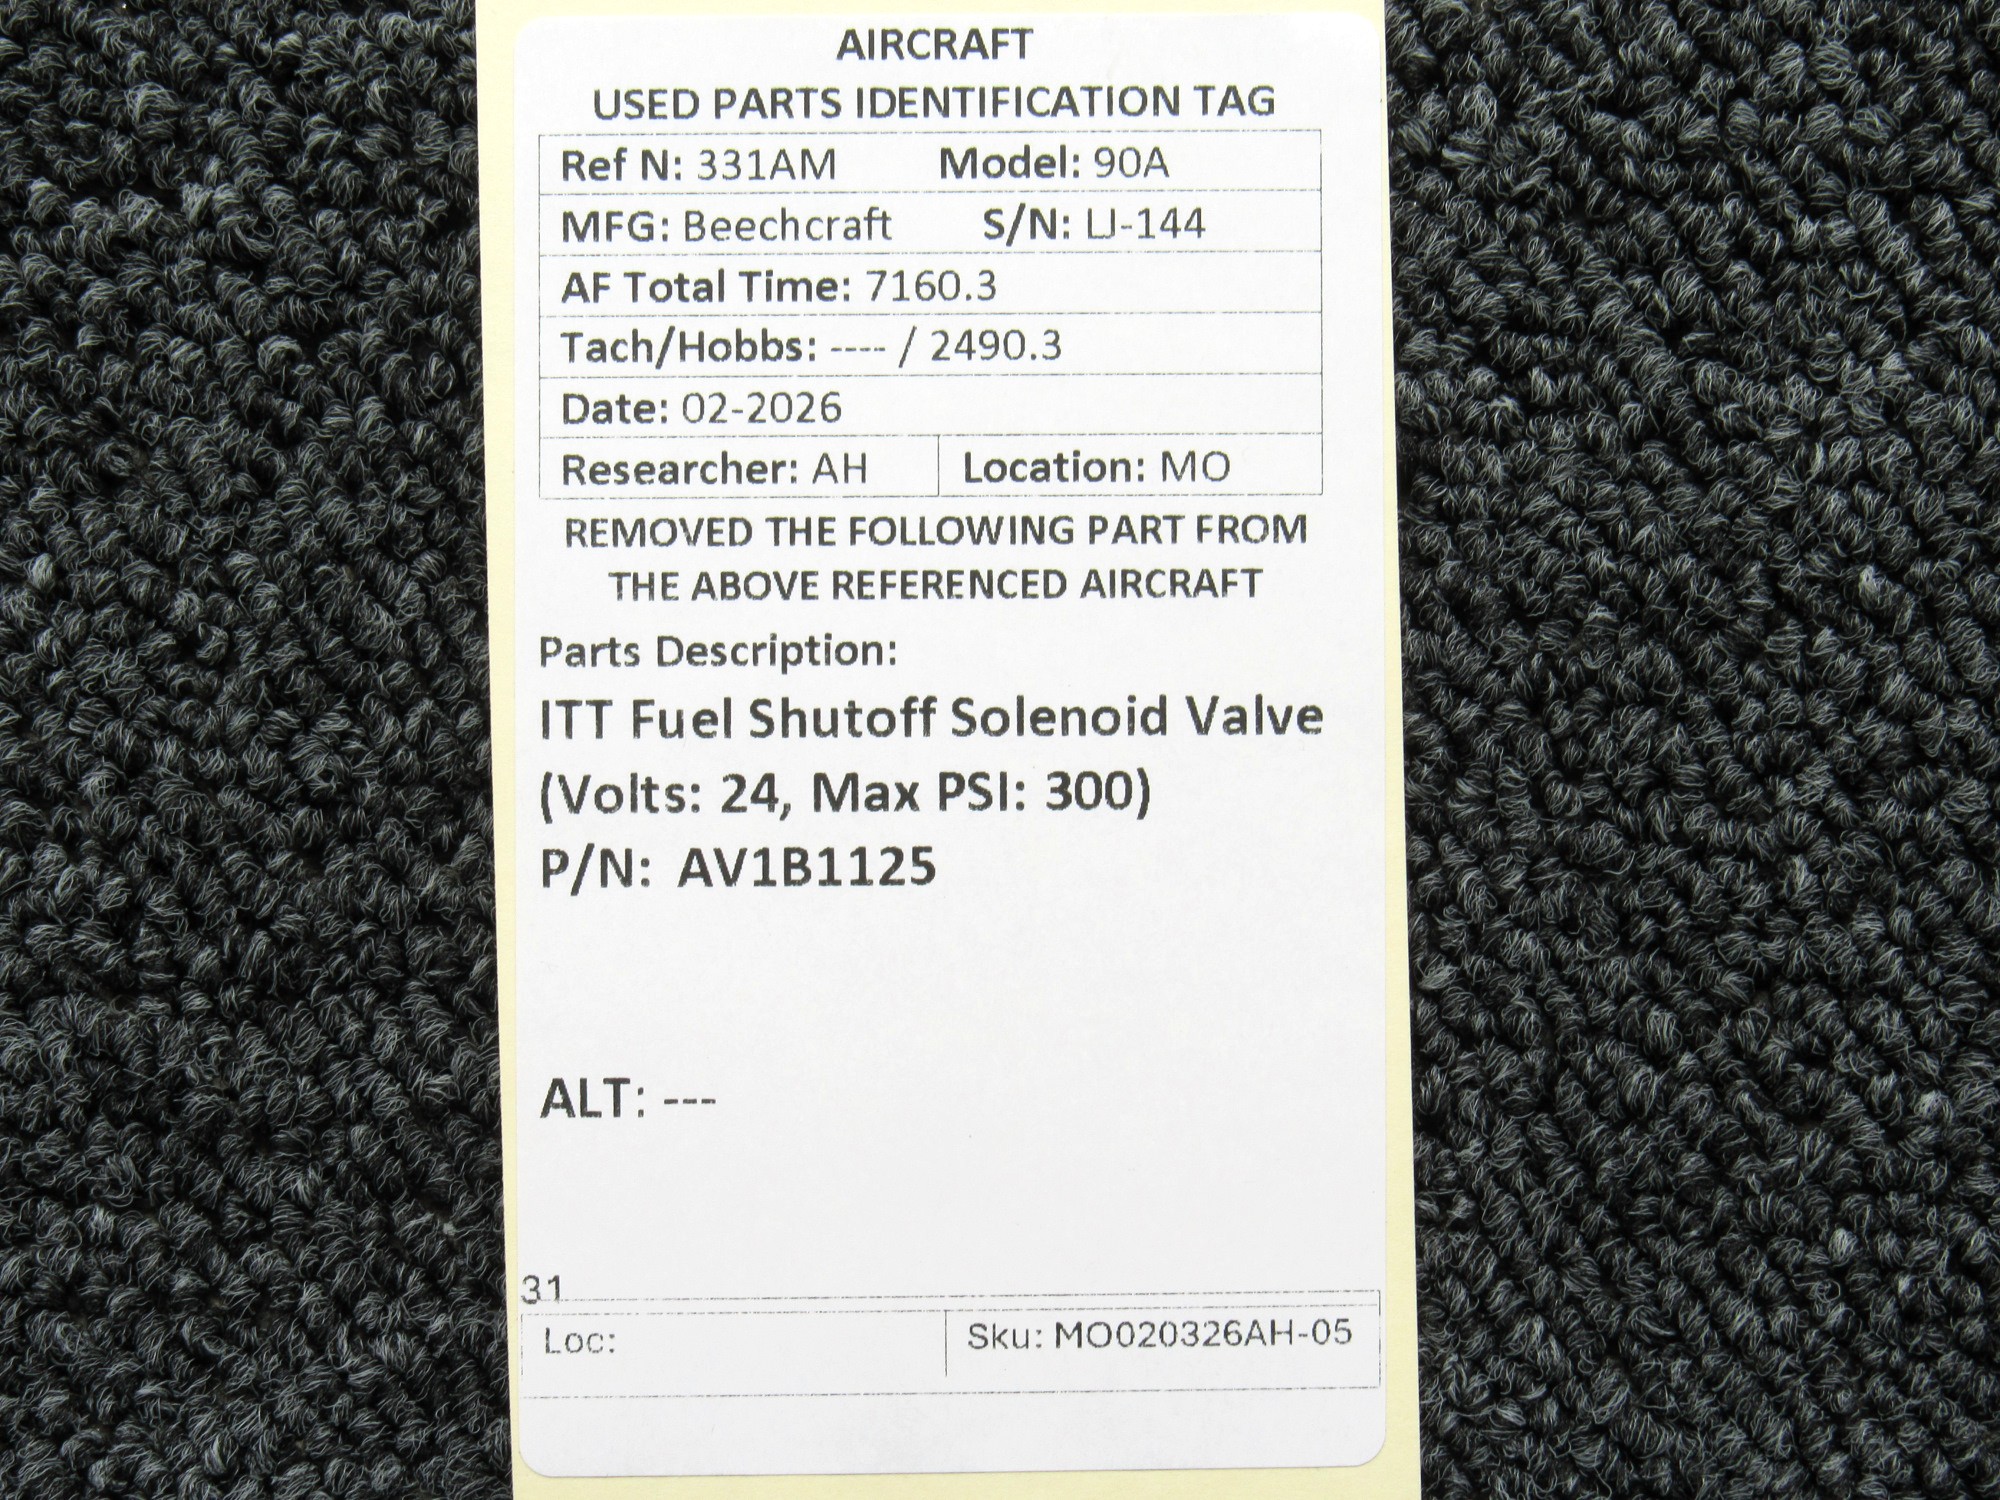 AIRCRAFT
USED PARTS IDENTIFICATION TAG
Ref N: 331AM Model: 90A
MFG: Beechcraft S/N: LJ-144
AF Total Time: 7160.3
Tach/Hobbs: ---- / 2490.3
Date: 02-2026
Researcher: AH Location: MO
REMOVED THE FOLLOWING PART FROM
THE ABOVE REFERENCED AIRCRAFT
Parts Description:
ITT Fuel Shutoff Solenoid Valve
(Volts: 24, Max PSI: 300)
P/N: AV1B1125
ALT: ---
31
Loc: Sku: MO020326AH-05